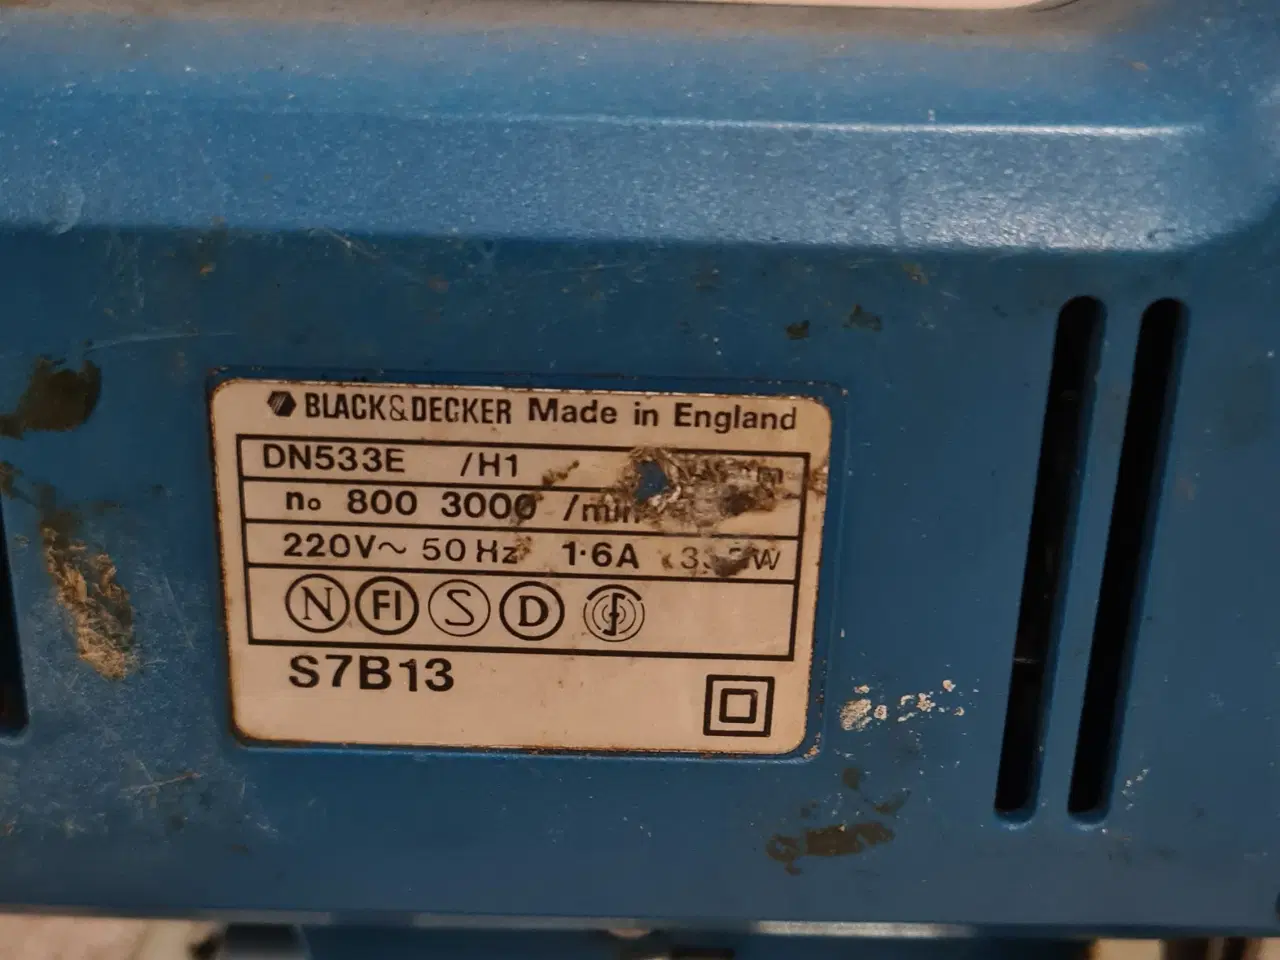 BLACK&DECKER Made in England
DN533E /H1
no 800 3000 /min
220V~ 50 Hz 1·6A
N FI S D
S7B13